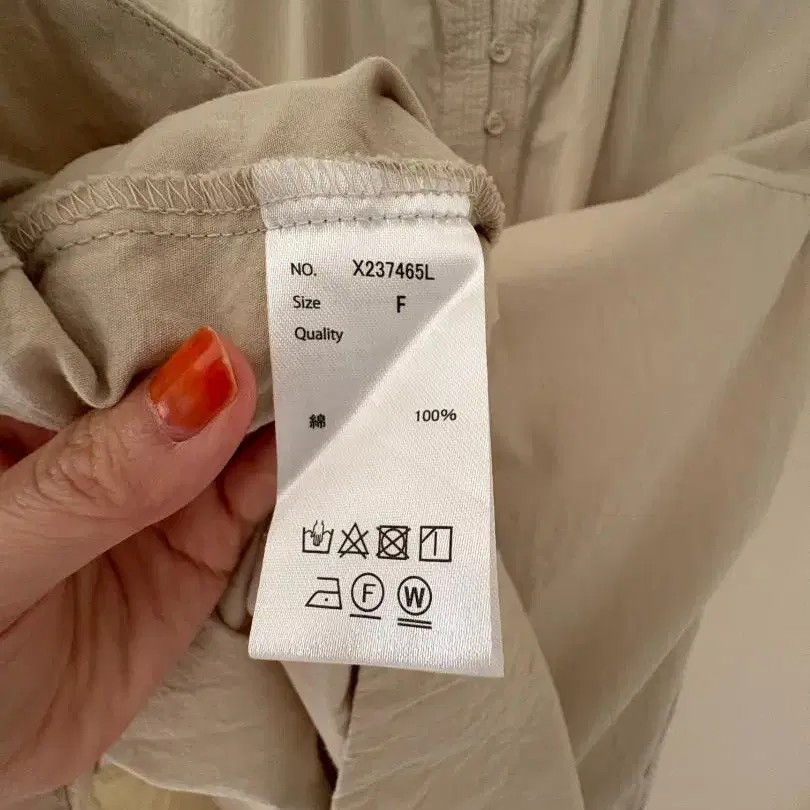 NO. X237465L
Size F
Quality
綿 100%
F W